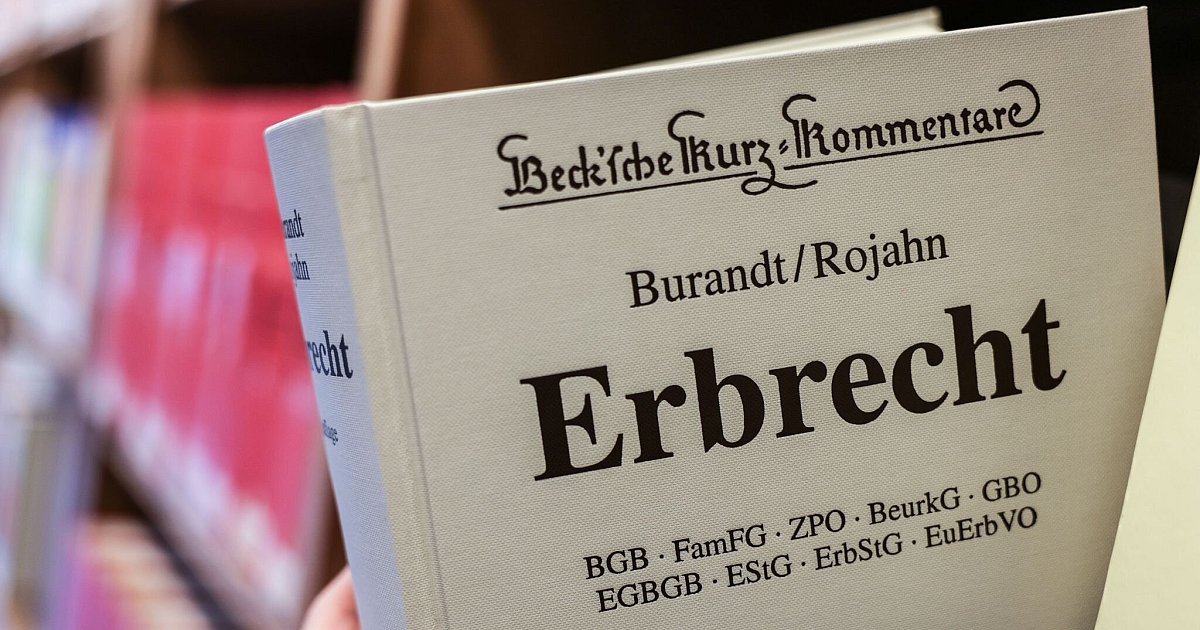 Beck'sche Kurz-Kommentare
Burandt/Rojahn
Erbrecht
BGB · FamFG · ZPO · BeurkG · GBO
EGBGB · EStG · ErbStG · EuErbVO